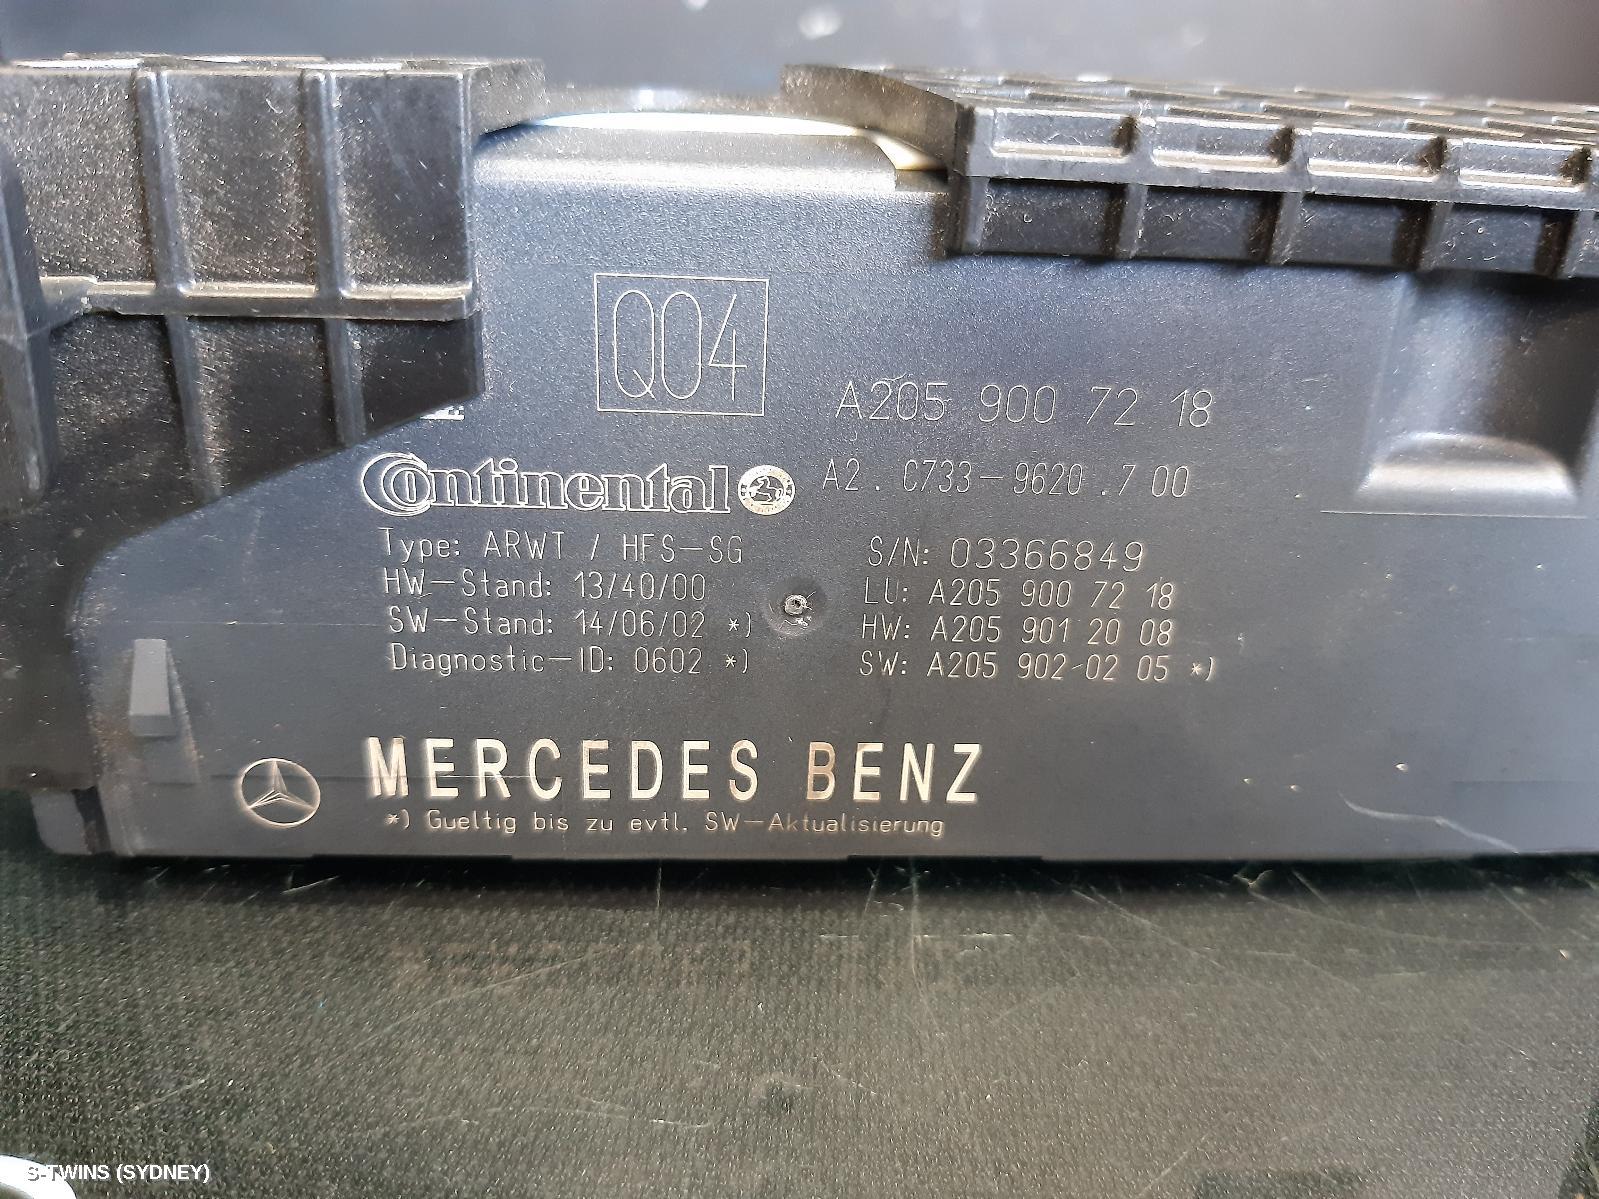 Q04
A205 900 72 18
Continental
A2. C733-9620.7 00
Type: ARWT / HFS-SG
S/N: 03366849
HW-Stand: 13/40/00
LU: A205 900 72 18
SW-Stand: 14/06/02 *)
HW: A205 901 20 08
Diagnostic-ID: 0602 *)
SW: A205 902-02 05 *)
MERCEDES BENZ
*) Gueltig bis zu evtl. SW-Aktualisierung
S-TWINS (SYDNEY)